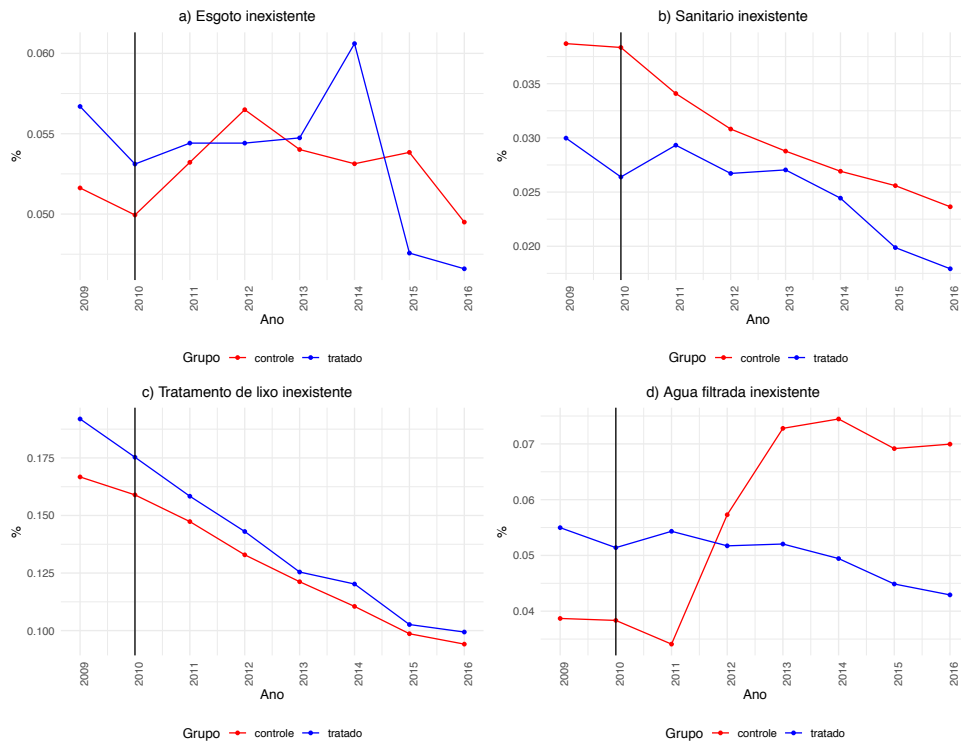 a) Esgoto inexistente
0.060
0.055
0.050
%
2009 2010 2011 2012 2013 2014 2015 2016
Ano
Grupo controle tratado
b) Sanitario inexistente
0.035
0.030
0.025
0.020
%
2009 2010 2011 2012 2013 2014 2015 2016
Ano
Grupo controle tratado
c) Tratamento de lixo inexistente
0.175
0.150
0.125
0.100
%
2009 2010 2011 2012 2013 2014 2015 2016
Ano
Grupo controle tratado
d) Agua filtrada inexistente
0.07
0.06
0.05
0.04
%
2009 2010 2011 2012 2013 2014 2015 2016
Ano
Grupo controle tratado